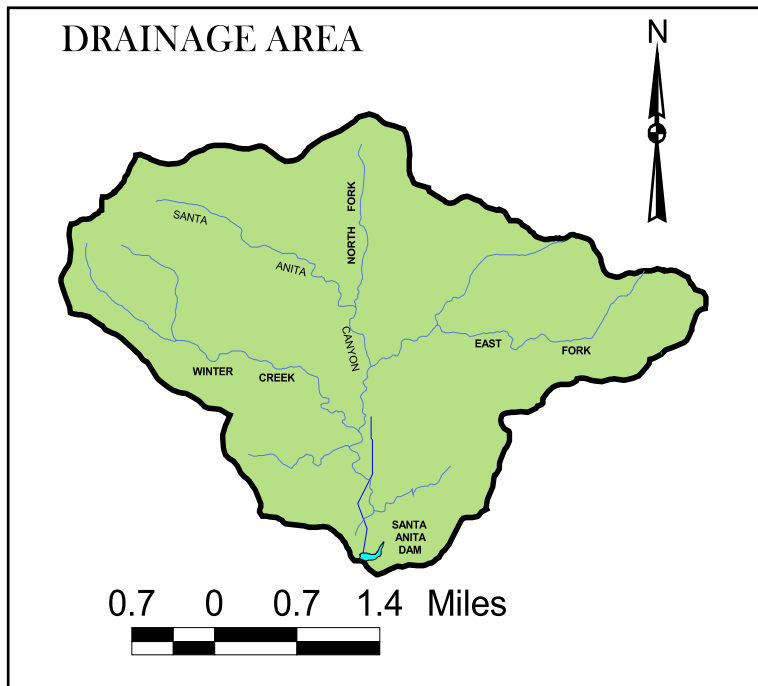 DRAINAGE AREA
N
NORTH FORK
SANTA
ANITA
CANYON
EAST
FORK
WINTER CREEK
SANTA
ANITA
DAM
0.7 0 0.7 1.4 Miles